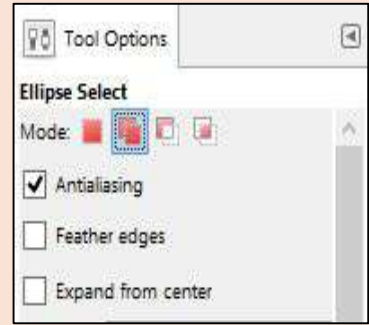 Tool Options
Ellipse Select
Mode:
Antialiasing
Feather edges
Expand from center